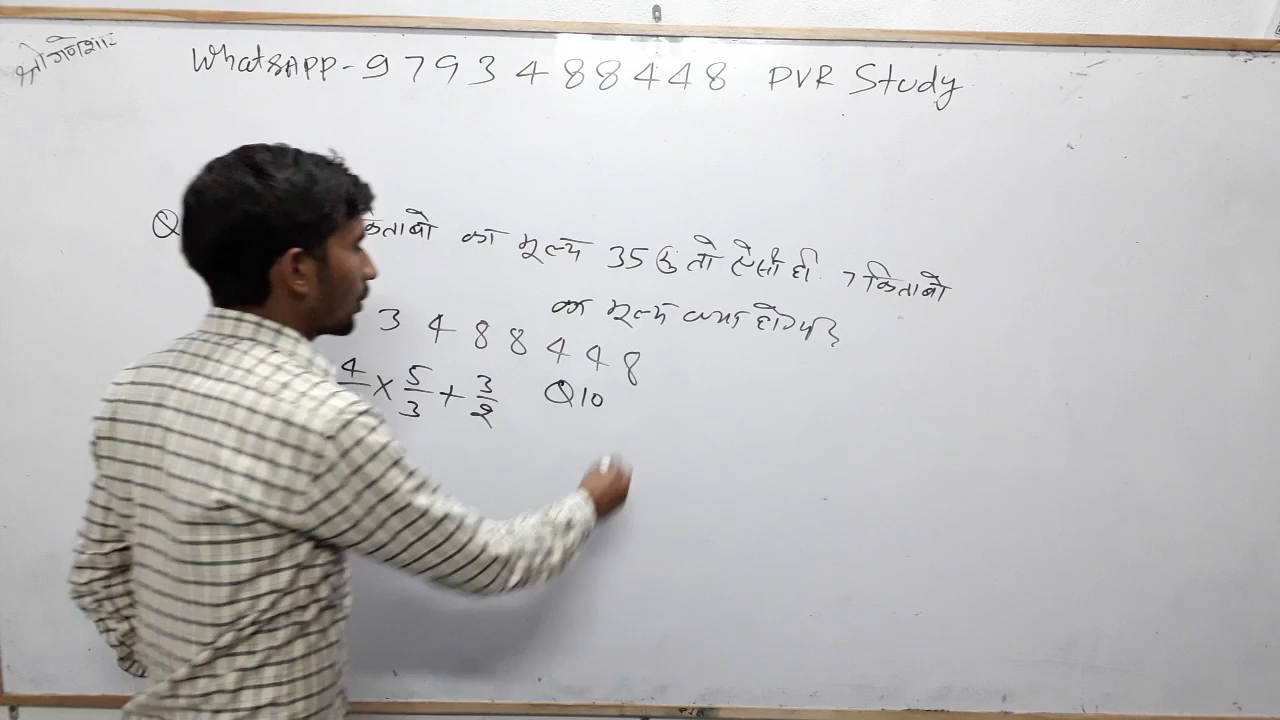 श्री गणेशाः
WhatsAPP - 9793488448 PVR Study
Q किताबो का मूल्य 35 रु तो ऐसी ही 7 किताबो
का मूल्य क्या होगा?
3 4 8 8 4 4 8
4 × 5/3 + 3/2 Q10